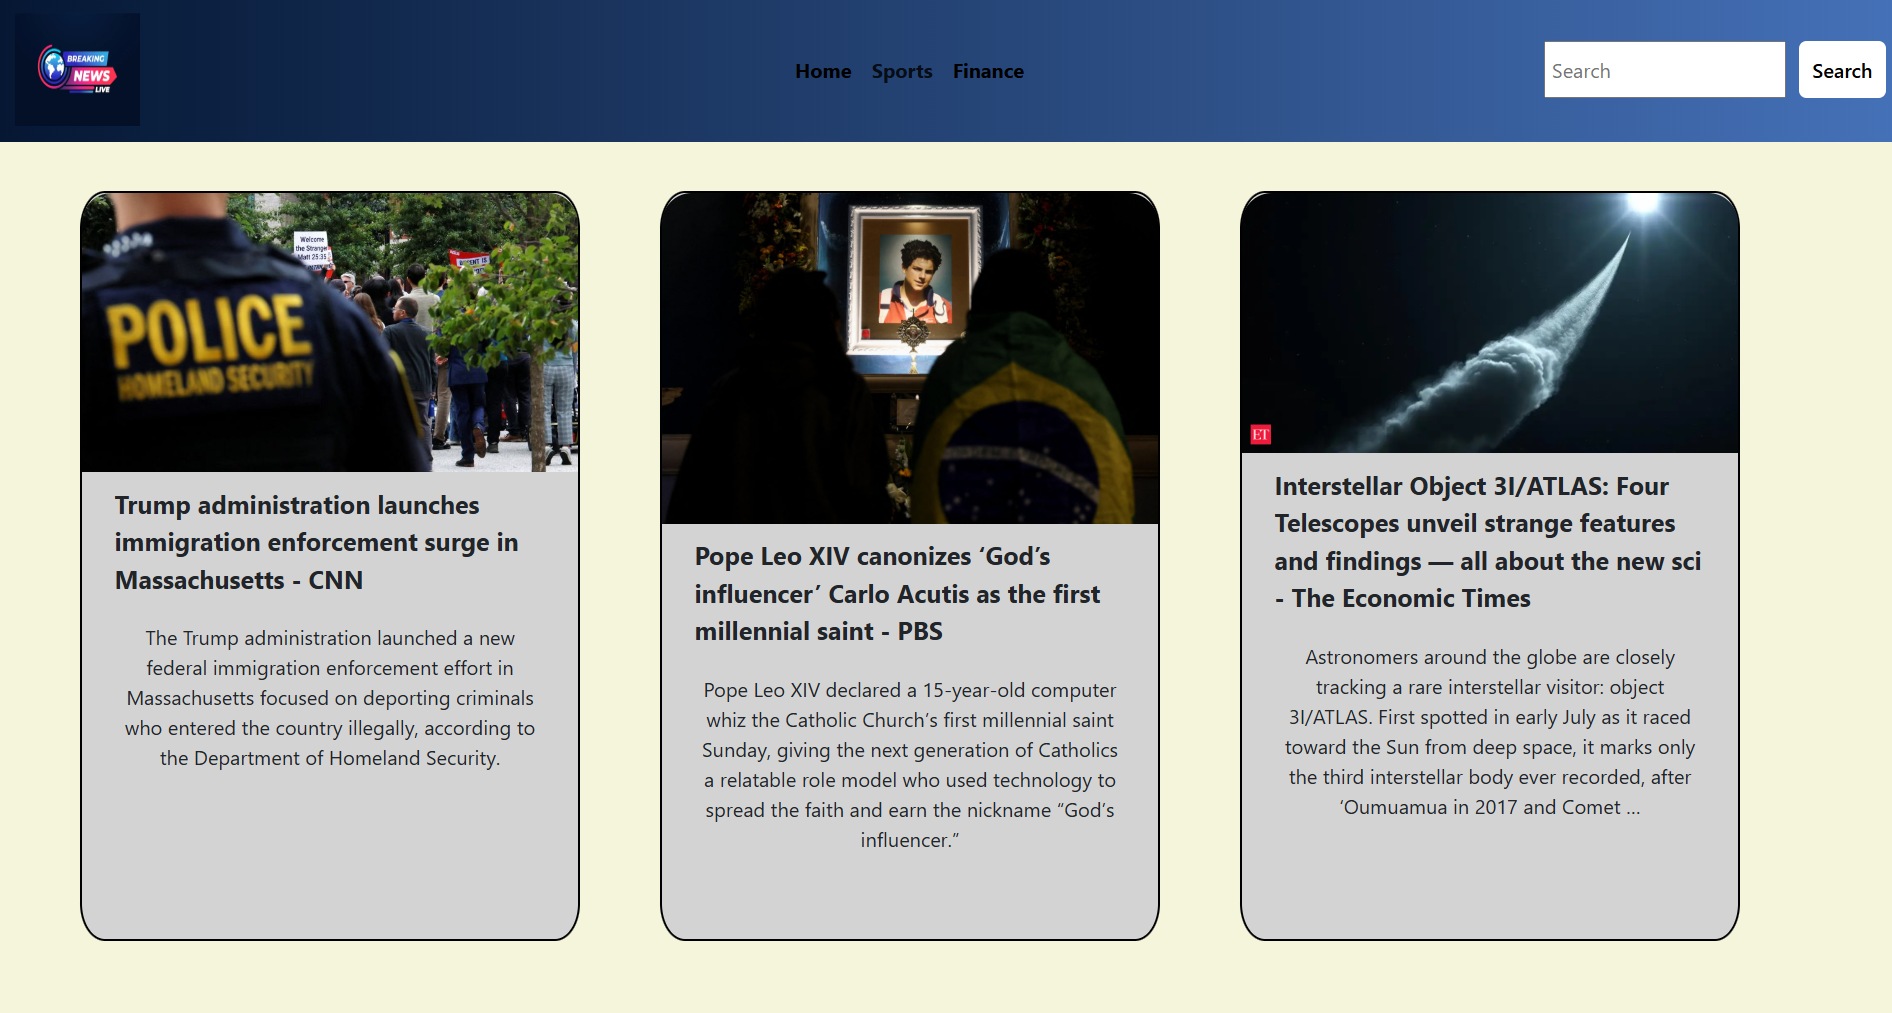 BREAKING
NEWS
LIVE
Home Sports Finance
Search
Search
Welcome
the Stranger
Matt 25:35
POLICE
HOMELAND SECURITY
ET
Trump administration launches
immigration enforcement surge in
Massachusetts - CNN
The Trump administration launched a new
federal immigration enforcement effort in
Massachusetts focused on deporting criminals
who entered the country illegally, according to
the Department of Homeland Security.
Pope Leo XIV canonizes ‘God’s
influencer’ Carlo Acutis as the first
millennial saint - PBS
Pope Leo XIV declared a 15-year-old computer
whiz the Catholic Church’s first millennial saint
Sunday, giving the next generation of Catholics
a relatable role model who used technology to
spread the faith and earn the nickname “God’s
influencer.”
Interstellar Object 3I/ATLAS: Four
Telescopes unveil strange features
and findings — all about the new sci
- The Economic Times
Astronomers around the globe are closely
tracking a rare interstellar visitor: object
3I/ATLAS. First spotted in early July as it raced
toward the Sun from deep space, it marks only
the third interstellar body ever recorded, after
‘Oumuamua in 2017 and Comet …